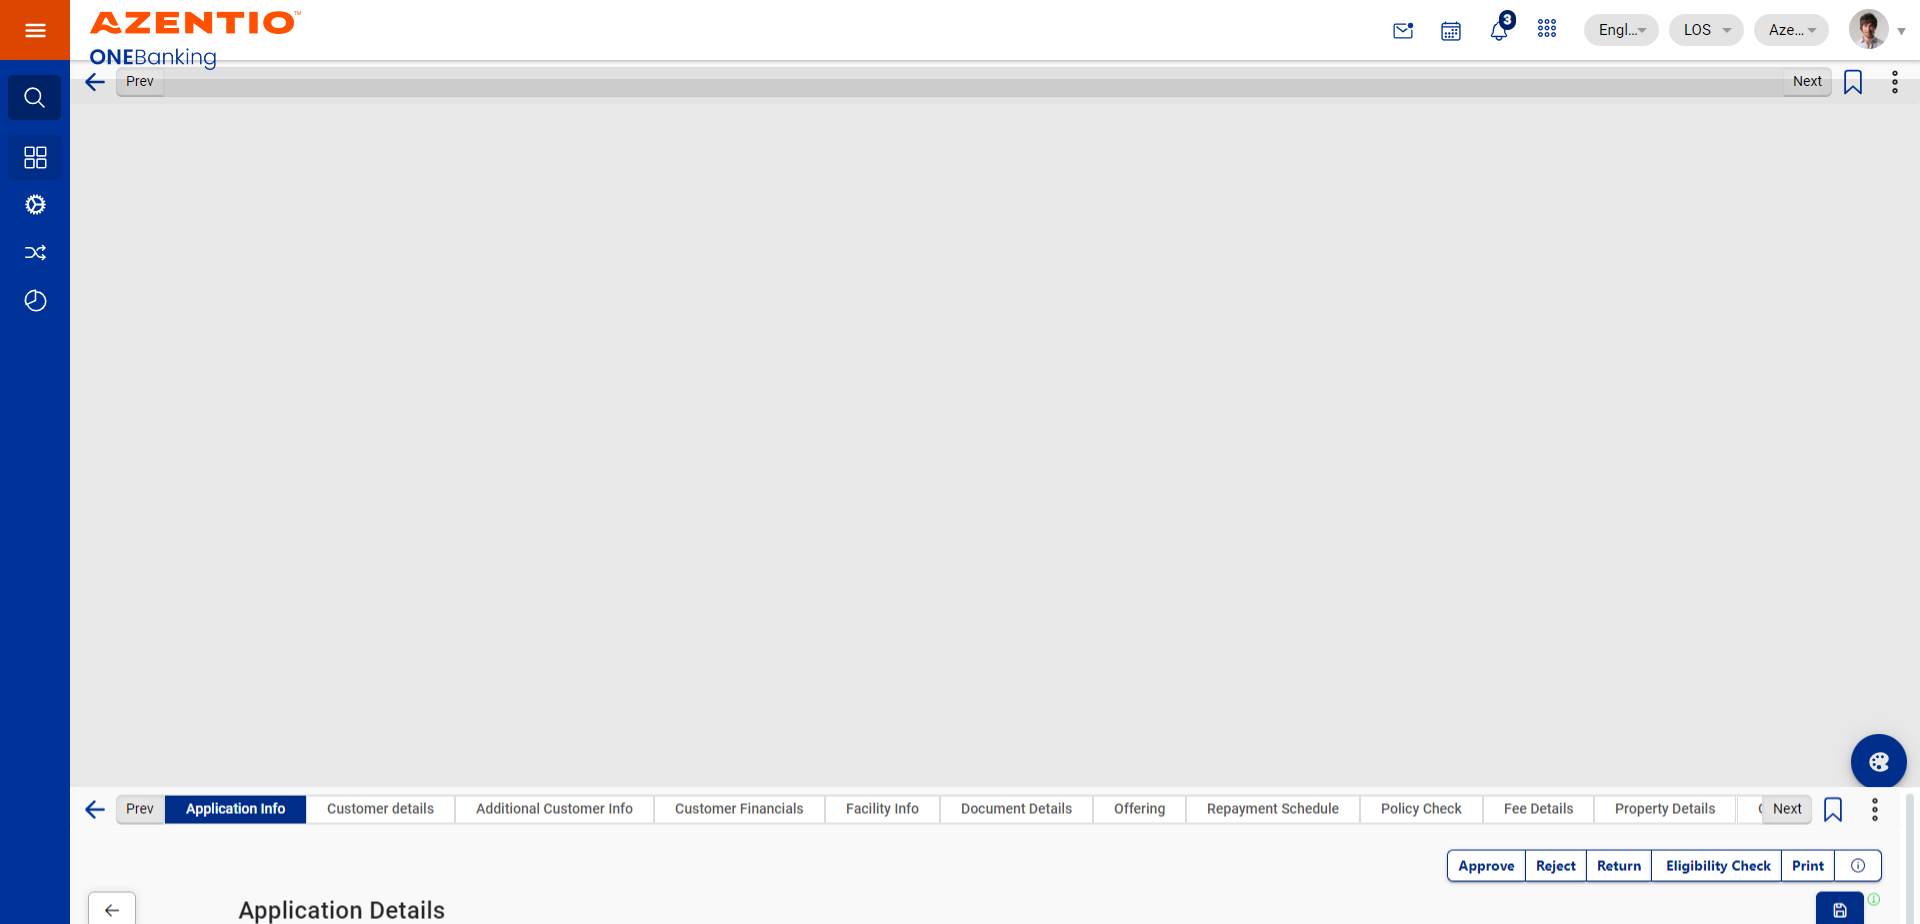 AZENTIO™
ONEBanking
3
Engl...
LOS
Aze...
Prev
Next
Prev
Application Info
Customer details
Additional Customer Info
Customer Financials
Facility Info
Document Details
Offering
Repayment Schedule
Policy Check
Fee Details
Property Details
Next
Approve
Reject
Return
Eligibility Check
Print
Application Details